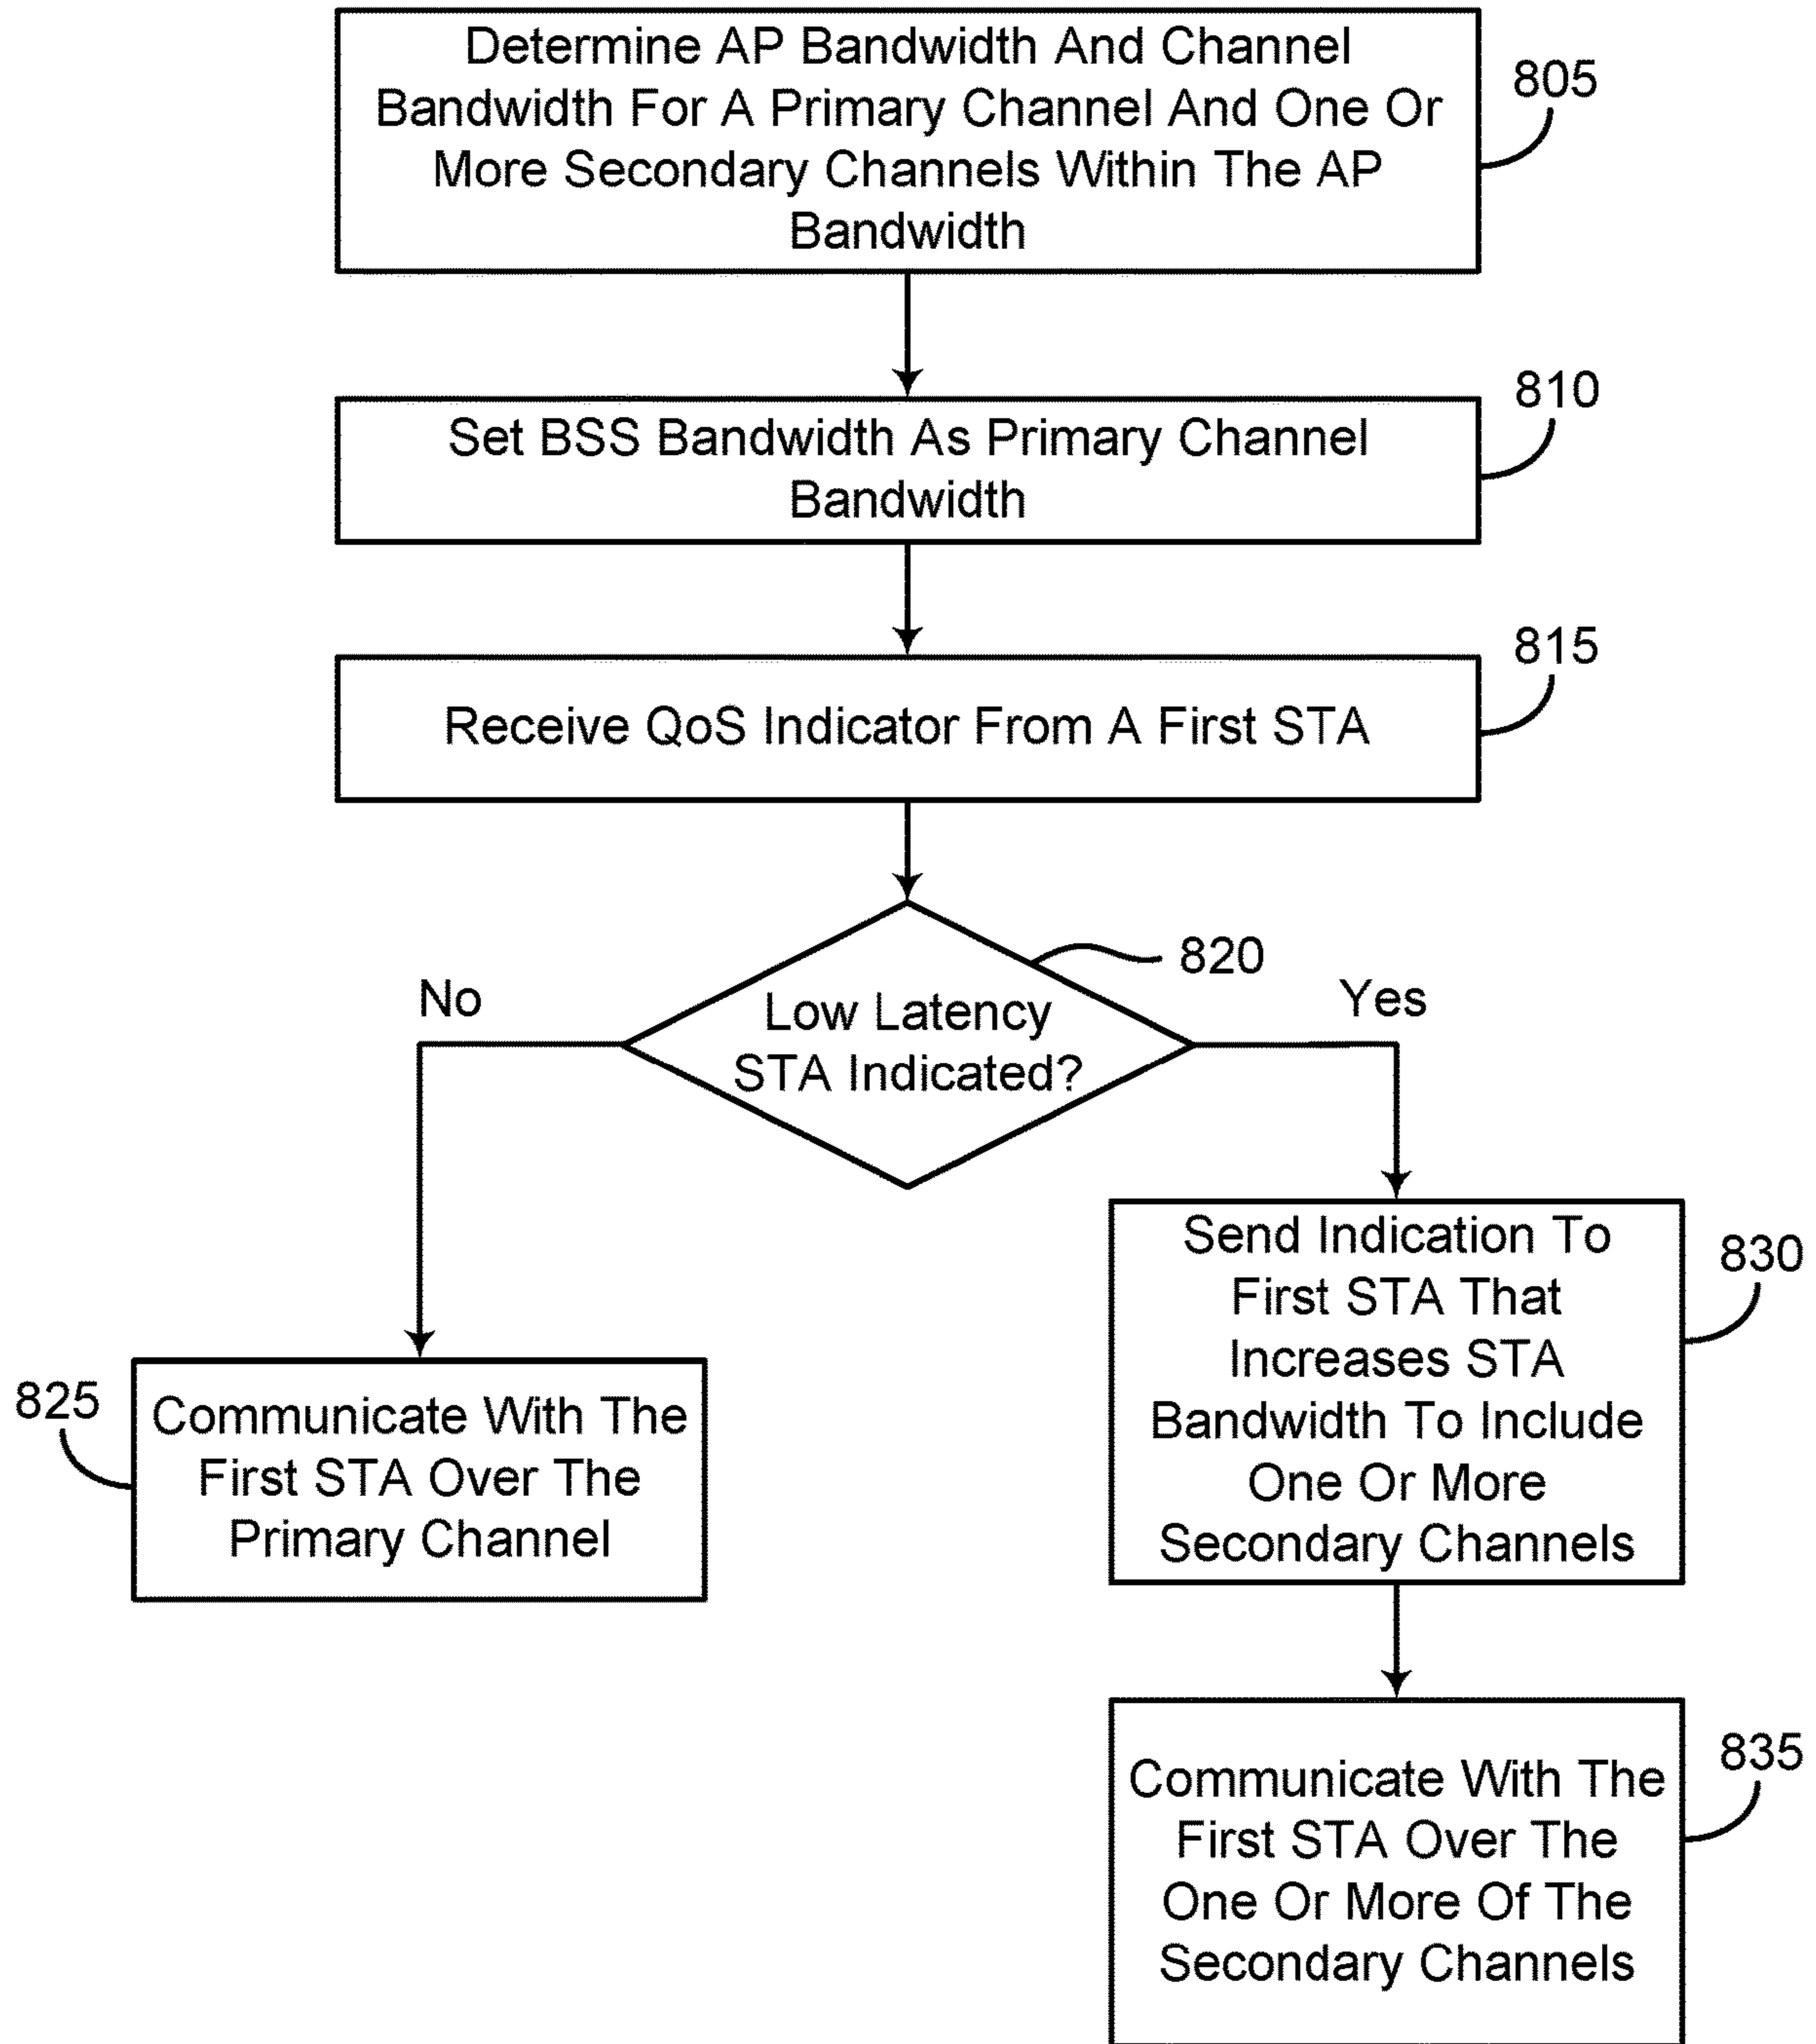 Determine AP Bandwidth And Channel
Bandwidth For A Primary Channel And One Or
More Secondary Channels Within The AP
Bandwidth
805
Set BSS Bandwidth As Primary Channel
Bandwidth
810
Receive QoS Indicator From A First STA
815
Low Latency
STA Indicated?
820
No
Yes
Communicate With The
First STA Over The
Primary Channel
825
Send Indication To
First STA That
Increases STA
Bandwidth To Include
One Or More
Secondary Channels
830
Communicate With The
First STA Over The
One Or More Of The
Secondary Channels
835